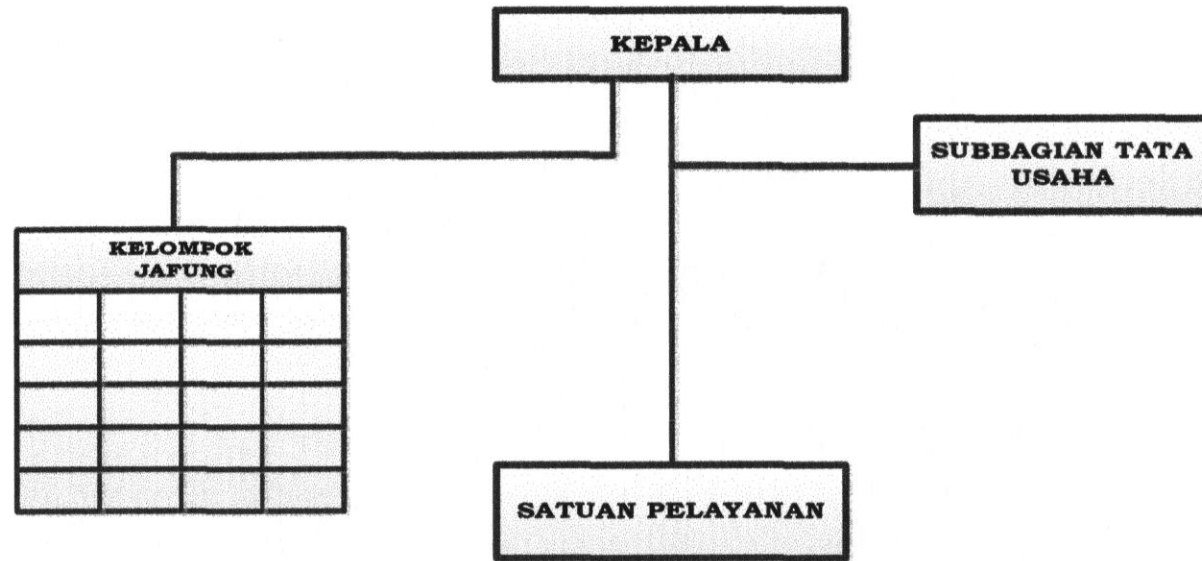 KEPALA
SUBBAGIAN TATA
USAHA
KELOMPOK
JAFUNG
SATUAN PELAYANAN